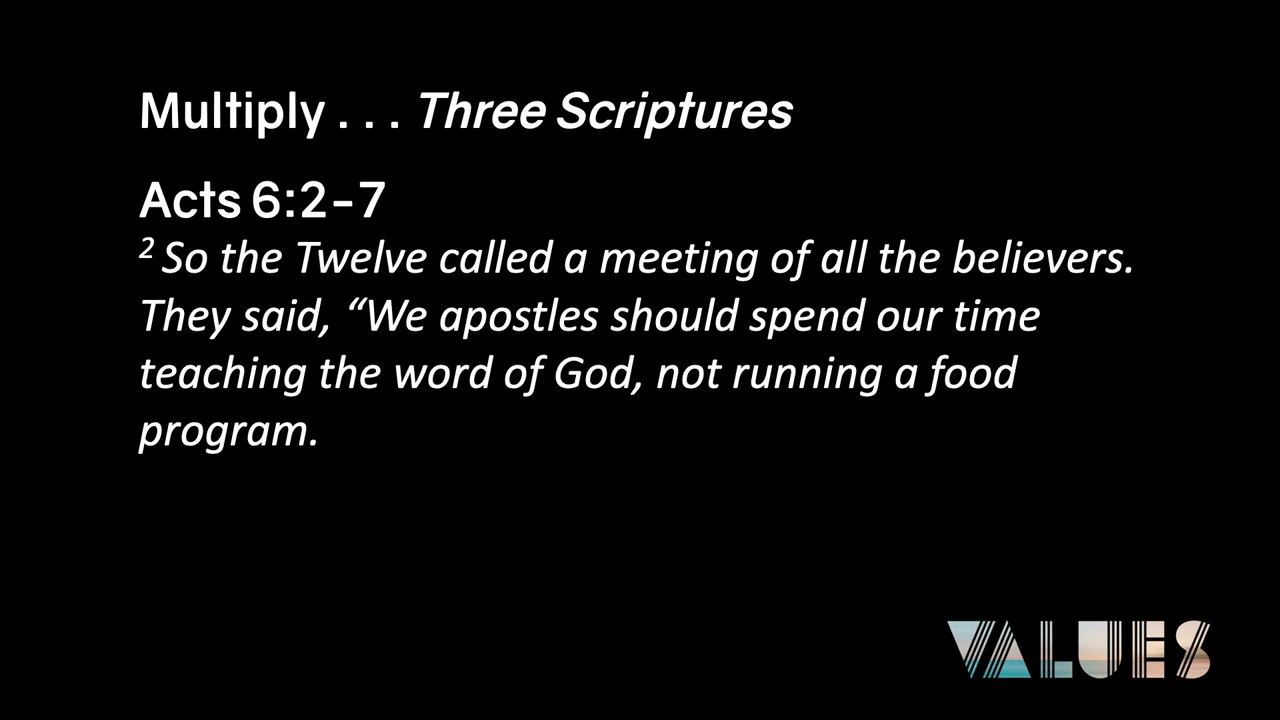 Multiply . . . Three Scriptures
Acts 6:2-7
2 So the Twelve called a meeting of all the believers.
They said, “We apostles should spend our time
teaching the word of God, not running a food
program.
VALUES